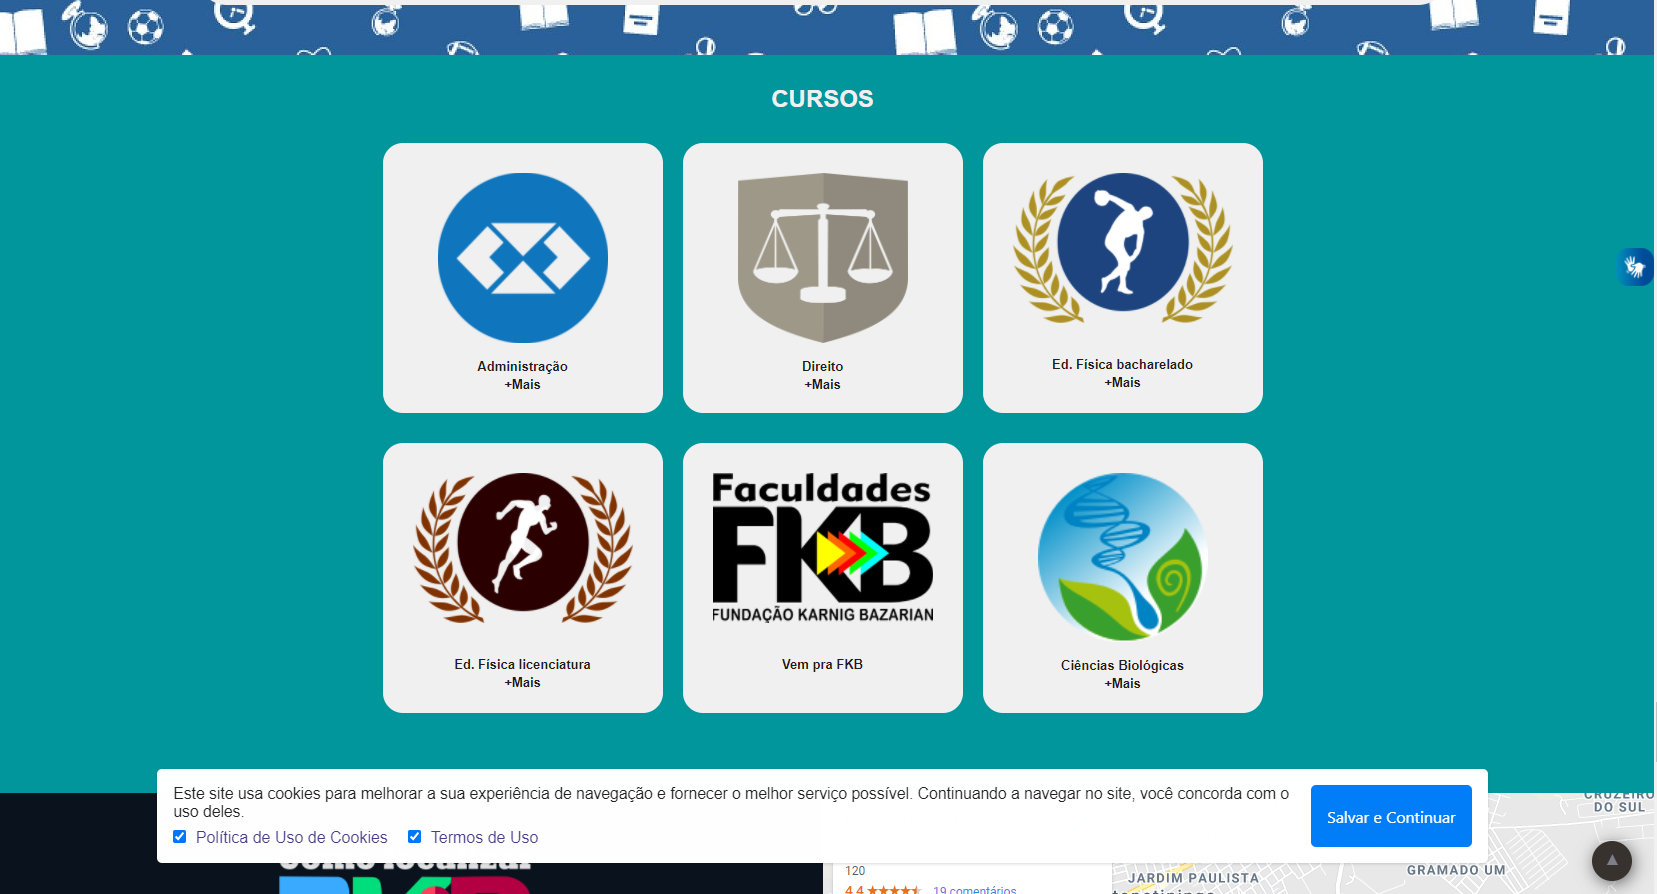 CURSOS
Administração
+Mais
Direito
+Mais
Ed. Física bacharelado
+Mais
Ed. Física licenciatura
+Mais
Faculdades
FKB
FUNDAÇÃO KARNIG BAZARIAN
Vem pra FKB
Ciências Biológicas
+Mais
Este site usa cookies para melhorar a sua experiência de navegação e fornecer o melhor serviço possível. Continuando a navegar no site, você concorda com o
uso deles.
Política de Uso de Cookies
Termos de Uso
Salvar e Continuar
120
4,4
19 comentários
CRUZEIRO
DO SUL
GRAMADO UM
JARDIM PAULISTA